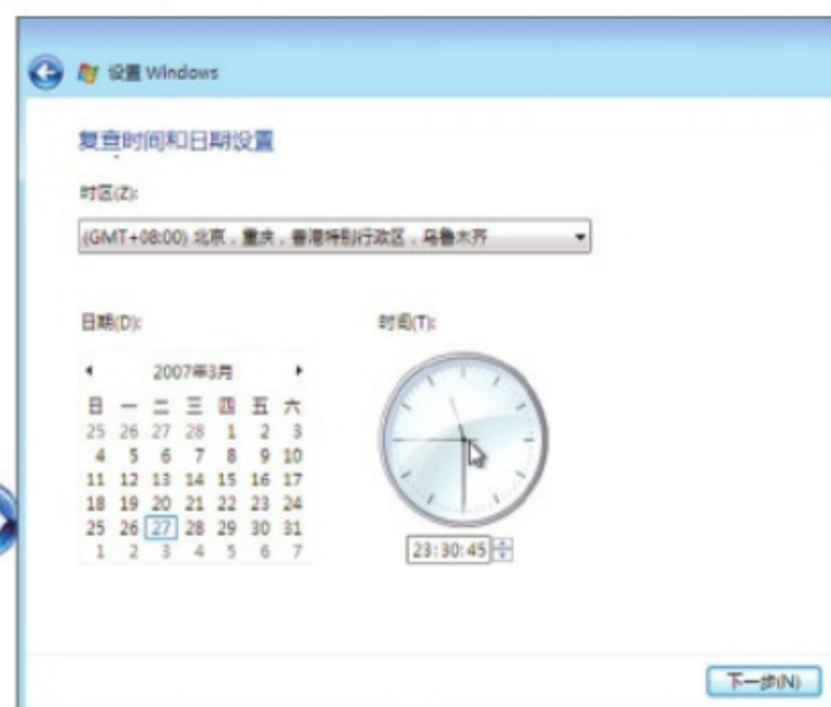 设置 Windows
复查时间和日期设置
时区(Z):
(GMT+08:00) 北京，重庆，香港特别行政区，乌鲁木齐
日期(D):
2007年3月
日 一 二 三 四 五 六
25 26 27 28 1 2 3
4 5 6 7 8 9 10
11 12 13 14 15 16 17
18 19 20 21 22 23 24
25 26 27 28 29 30 31
1 2 3 4 5 6 7
时间(T):
23:30:45
下一步(N)